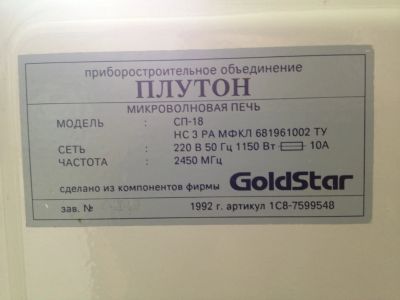 приборостроительное объединение
ПЛУТОН
МИКРОВОЛНОВАЯ ПЕЧЬ
МОДЕЛЬ : СП-18
НС 3 РА МФКЛ 681961002 ТУ
СЕТЬ : 220 В 50 Гц 1150 Вт 10А
ЧАСТОТА : 2450 МГц
сделано из компонентов фирмы GoldStar
зав. № 1992 г. артикул 1С8-7599548